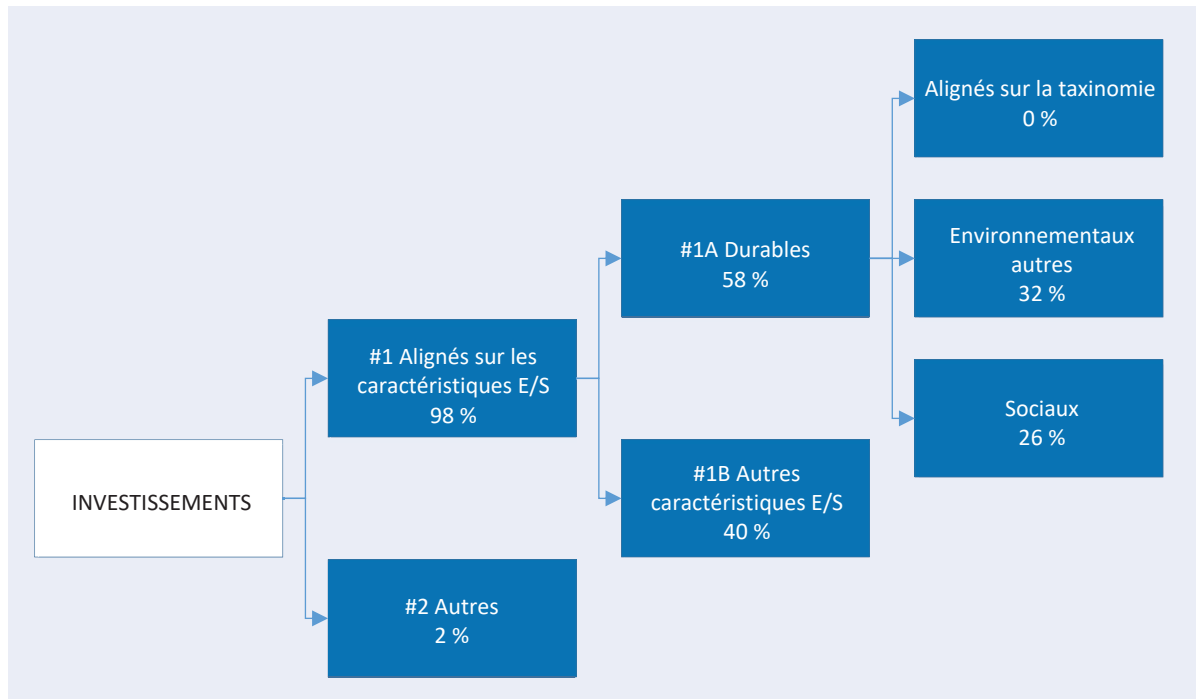 INVESTISSEMENTS
#1 Alignés sur les
caractéristiques E/S
98 %
#2 Autres
2 %
#1A Durables
58 %
#1B Autres
caractéristiques E/S
40 %
Alignés sur la taxinomie
0 %
Environnementaux
autres
32 %
Sociaux
26 %